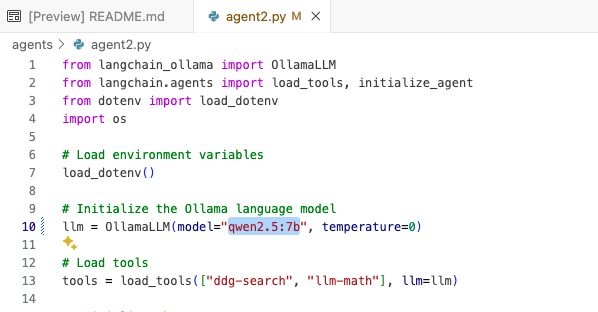 [Preview] README.md
agent2.py M
agents > agent2.py
1 from langchain_ollama import OllamaLLM
2 from langchain.agents import load_tools, initialize_agent
3 from dotenv import load_dotenv
4 import os
5
6 # Load environment variables
7 load_dotenv()
8
9 # Initialize the Ollama language model
10 llm = OllamaLLM(model="qwen2.5:7b", temperature=0)
11
12 # Load tools
13 tools = load_tools(["ddg-search", "llm-math"], llm=llm)
14